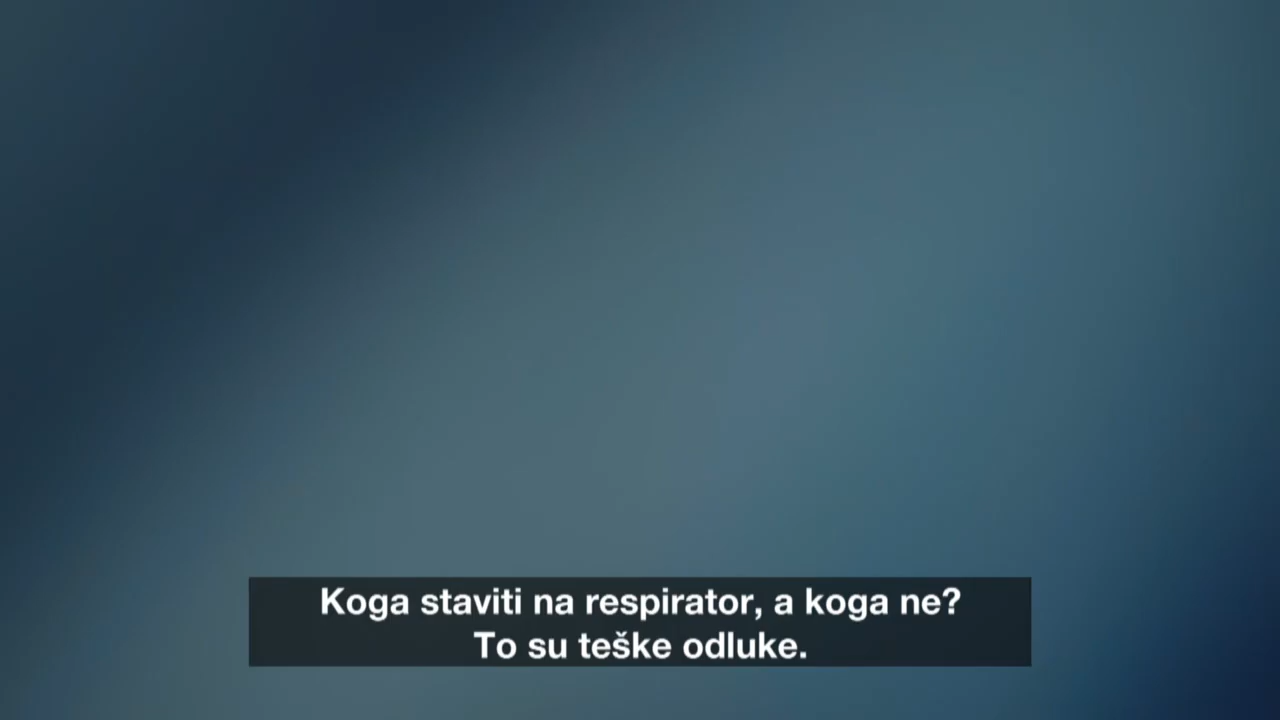 Koga staviti na respirator, a koga ne?
To su teške odluke.